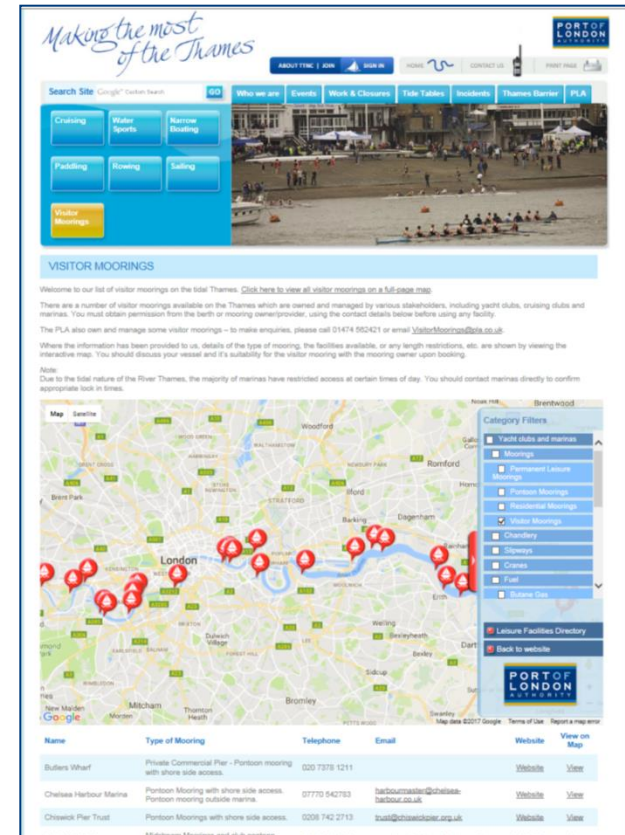 Making the most
of the Thames
PORT OF
LONDON
AUTHORITY
ABOUT TTNC | JOIN SIGN IN HOME CONTACT US PRINT PAGE
Search Site Google™ Custom Search GO
Who we are Events Work & Closures Tide Tables Incidents Thames Barrier PLA
Cruising Water Sports Narrow Boating
Paddling Rowing Sailing
Visitor Moorings
VISITOR MOORINGS
Welcome to our list of visitor moorings on the tidal Thames. Click here to view all visitor moorings on a full-page map.
There are a number of visitor moorings available on the Thames which are owned and managed by various stakeholders, including yacht clubs, cruising clubs and
marinas. You must obtain permission from the berth or mooring owner/provider, using the contact details below before using any facility.
The PLA also own and manage some visitor moorings – to make enquiries, please call 01474 562421 or email VisitorMoorings@pla.co.uk.
Where the information has been provided to us, details of the type of mooring, the facilities available, or any length restrictions, etc. are shown by viewing the
interactive map. You should discuss your vessel and it's suitability for the visitor mooring with the mooring owner upon booking.
Note:
Due to the tidal nature of the River Thames, the majority of marinas have restricted access at certain times of day. You should contact marinas directly to confirm
appropriate lock in times.
Map Satellite
Brentwood
Woodford
WOOD GREEN
WALTHAMSTOW
Romford
Ilford
Brent Park
STRATFORD
Barking
Dagenham
London
KENSINGTON
WOOLWICH
Erith
BRIXTON
Welling
Dulwich
Village
Bexleyheath
Bexley
FOREST HILL
WIMBLEDON
Sidcup
New Malden
Mitcham
Morden
Thornton
Heath
Bromley
Swanley
Google
Map data ©2017 Google Terms of Use Report a map error
Category Filters
Yacht clubs and marinas
Moorings
Permanent Leisure
Moorings
Pontoon Moorings
Residential Moorings
Visitor Moorings
Chandlery
Slipways
Cranes
Fuel
Butane Gas
Leisure Facilities Directory
Back to website
PORT OF
LONDON
AUTHORITY
Name Type of Mooring Telephone Email Website View on Map
Butlers Wharf Private Commercial Pier - Pontoon mooring with shore side access. 020 7378 1211 Website View
Chelsea Harbour Marina Pontoon Mooring with shore side access. Pontoon mooring outside marina. 07770 542783 harbourmaster@chelsea-harbour.co.uk Website View
Chiswick Pier Trust Pontoon Moorings with shore side access. 0208 742 2713 trust@chiswickpier.org.uk Website View